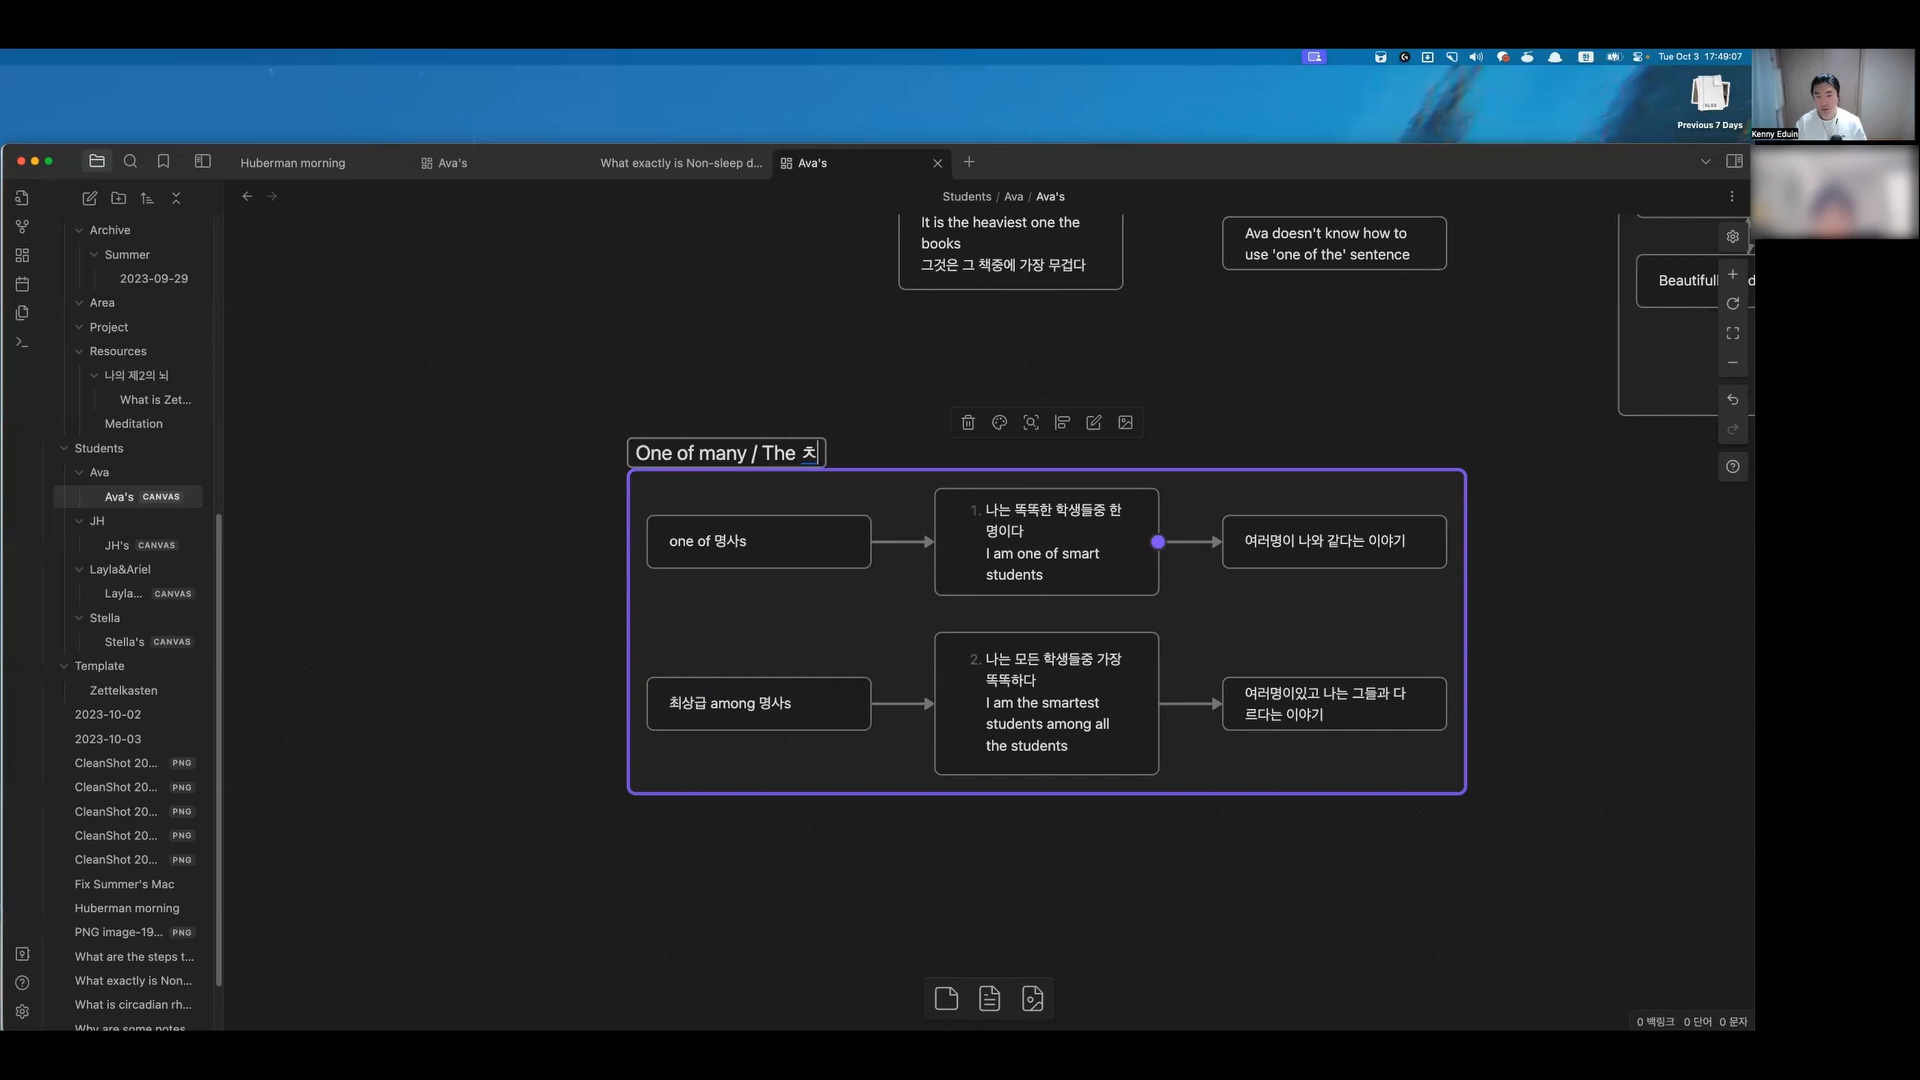 Tue Oct 3 17:49:07
XLSX
Previous 7 Days
Kenny Eduin
Huberman morning
Ava's
What exactly is Non-sleep d...
Ava's
Students / Ava / Ava's
Archive
Summer
2023-09-29
Area
Project
Resources
나의 제2의 뇌
What is Zet...
Meditation
Students
Ava
Ava's CANVAS
JH
JH's CANVAS
Layla&Ariel
Layla... CANVAS
Stella
Stella's CANVAS
Template
Zettelkasten
2023-10-02
2023-10-03
CleanShot 20... PNG
CleanShot 20... PNG
CleanShot 20... PNG
CleanShot 20... PNG
CleanShot 20... PNG
Fix Summer's Mac
Huberman morning
PNG image-19... PNG
What are the steps t...
What exactly is Non...
What is circadian rh...
Why are some notes
It is the heaviest one the
books
그것은 그 책중에 가장 무겁다
Ava doesn't know how to
use 'one of the' sentence
One of many / The ㅊ
one of 명사s
1. 나는 똑똑한 학생들중 한
명이다
I am one of smart
students
여러명이 나와 같다는 이야기
최상급 among 명사s
2. 나는 모든 학생들중 가장
똑똑하다
I am the smartest
students among all
the students
여러명이있고 나는 그들과 다
르다는 이야기
0 백링크 0 단어 0 문자